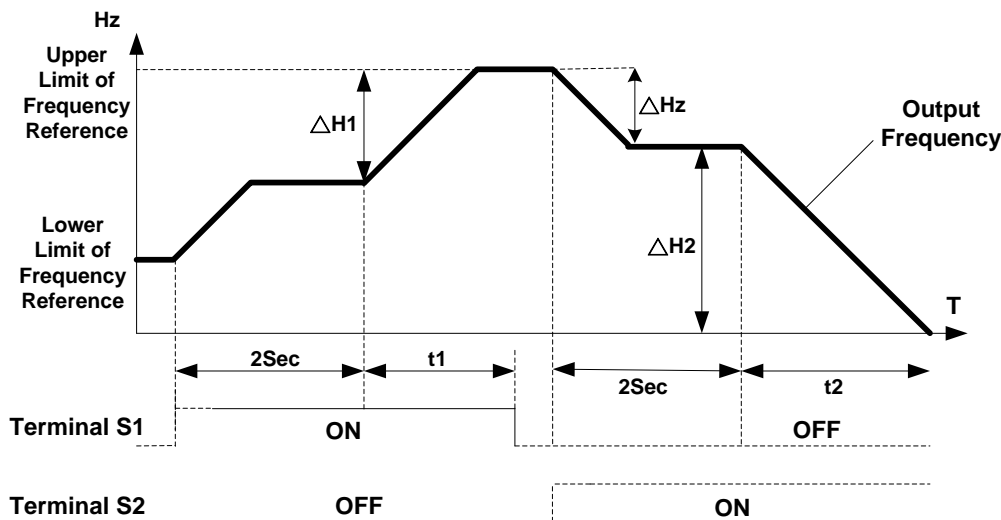 Hz
Upper
Limit of
Frequency
Reference
△H1
△Hz
Output
Frequency
Lower
Limit of
Frequency
Reference
△H2
T
2Sec
t1
2Sec
t2
Terminal S1
ON
OFF
Terminal S2
OFF
ON